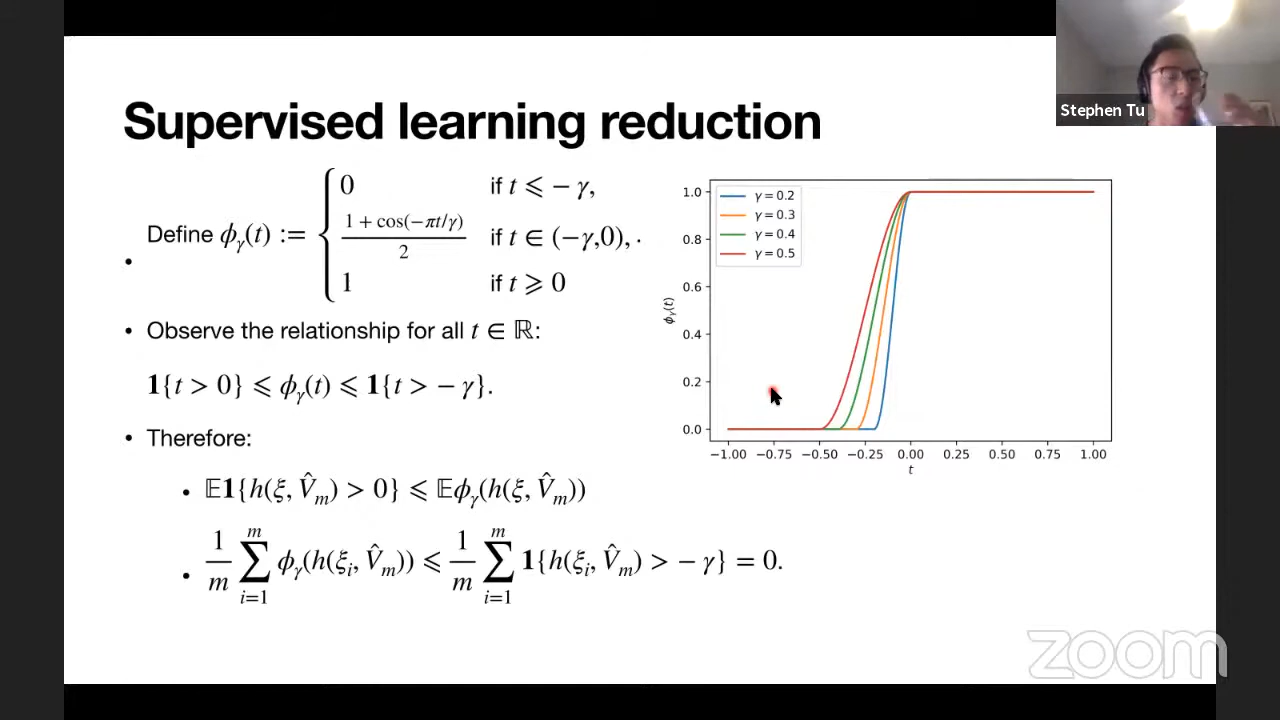 Supervised learning reduction
Stephen Tu
Define ϕ_γ(t) := { 0 if t ⩽ − γ,
(1 + cos(−πt/γ))/2 if t ∈ (−γ,0), .
1 if t ⩾ 0
• Observe the relationship for all t ∈ ℝ:
1{t > 0} ⩽ ϕ_γ(t) ⩽ 1{t > − γ}.
• Therefore:
• 𝔼1{h(ξ, V̂_m) > 0} ⩽ 𝔼ϕ_γ(h(ξ, V̂_m))
• 1/m ∑_{i=1}^{m} ϕ_γ(h(ξ_i, V̂_m)) ⩽ 1/m ∑_{i=1}^{m} 1{h(ξ_i, V̂_m) > − γ} = 0.
γ = 0.2
γ = 0.3
γ = 0.4
γ = 0.5
1.0
0.8
0.6
0.4
0.2
0.0
ϕ_γ(t)
−1.00 −0.75 −0.50 −0.25 0.00 0.25 0.50 0.75 1.00
t
zoom